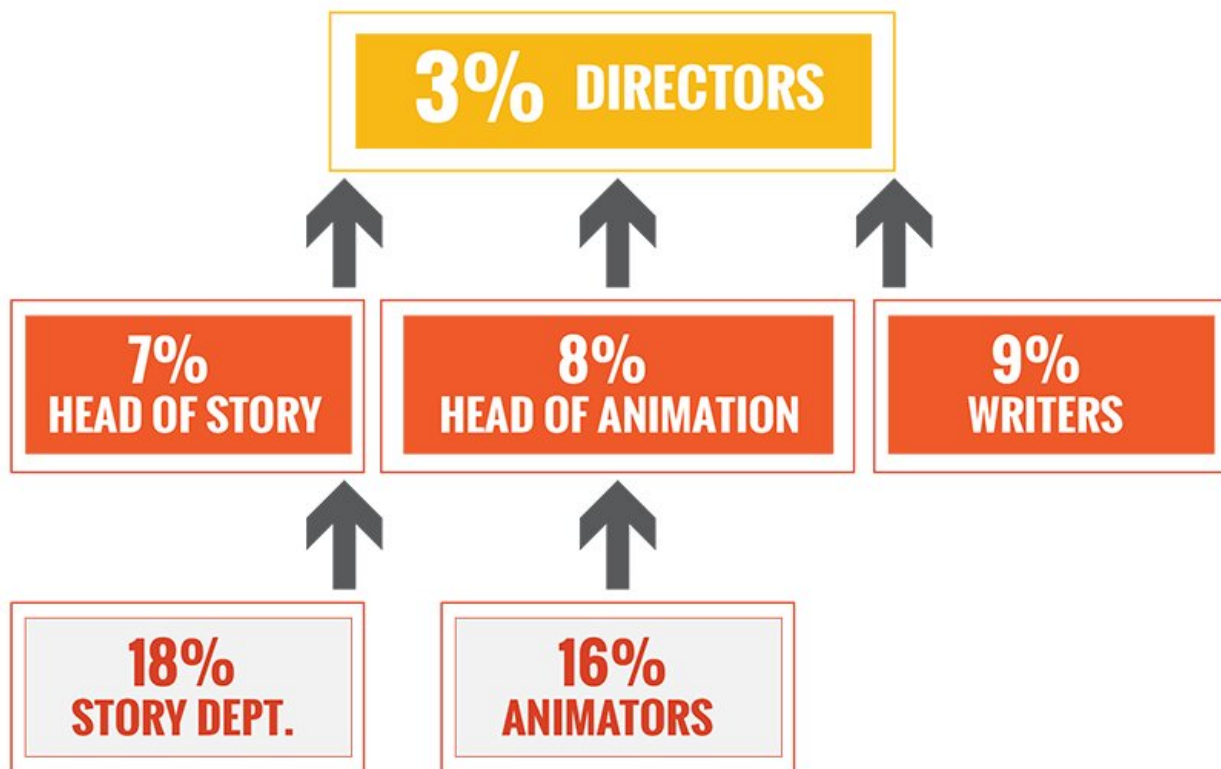 3% DIRECTORS
7%
HEAD OF STORY
8%
HEAD OF ANIMATION
9%
WRITERS
18%
STORY DEPT.
16%
ANIMATORS